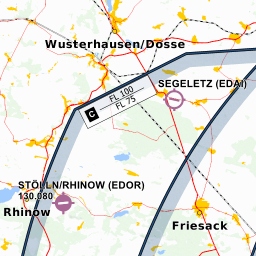 Wusterhausen/Dosse
SEGELETZ (EDAI)
FL 100
C
FL 75
STÖLLN/RHINOW (EDOR)
130.080
Rhinow
Friesack